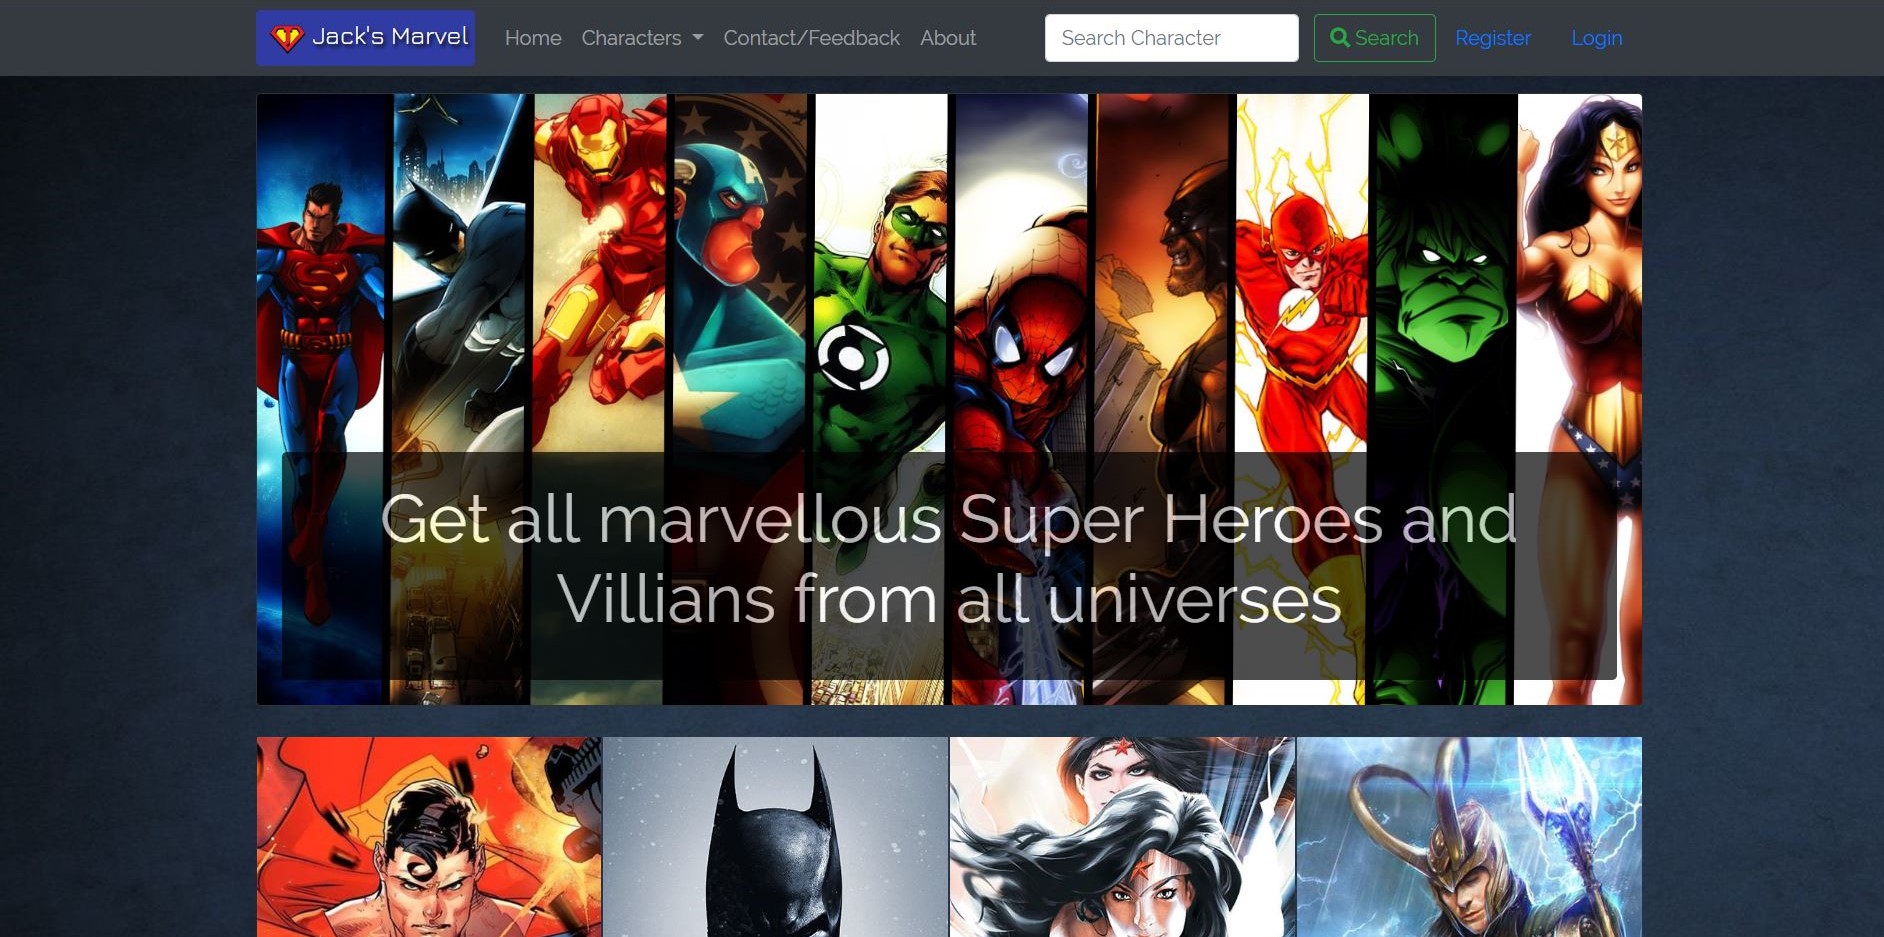 Jack's Marvel
Home
Characters
Contact/Feedback
About
Search Character
Search
Register
Login
Get all marvellous Super Heroes and
Villians from all universes